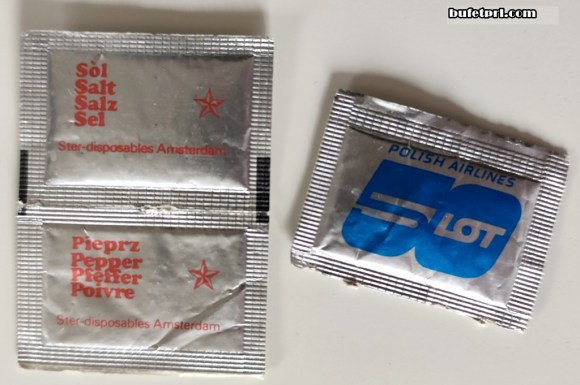 bufetprl.com
Sòl
Salt
Salz
Sel
Ster-disposables Amsterdam
Pieprz
Pepper
Pfeffer
Poivre
Ster-disposables Amsterdam
POLISH AIRLINES
50
LOT